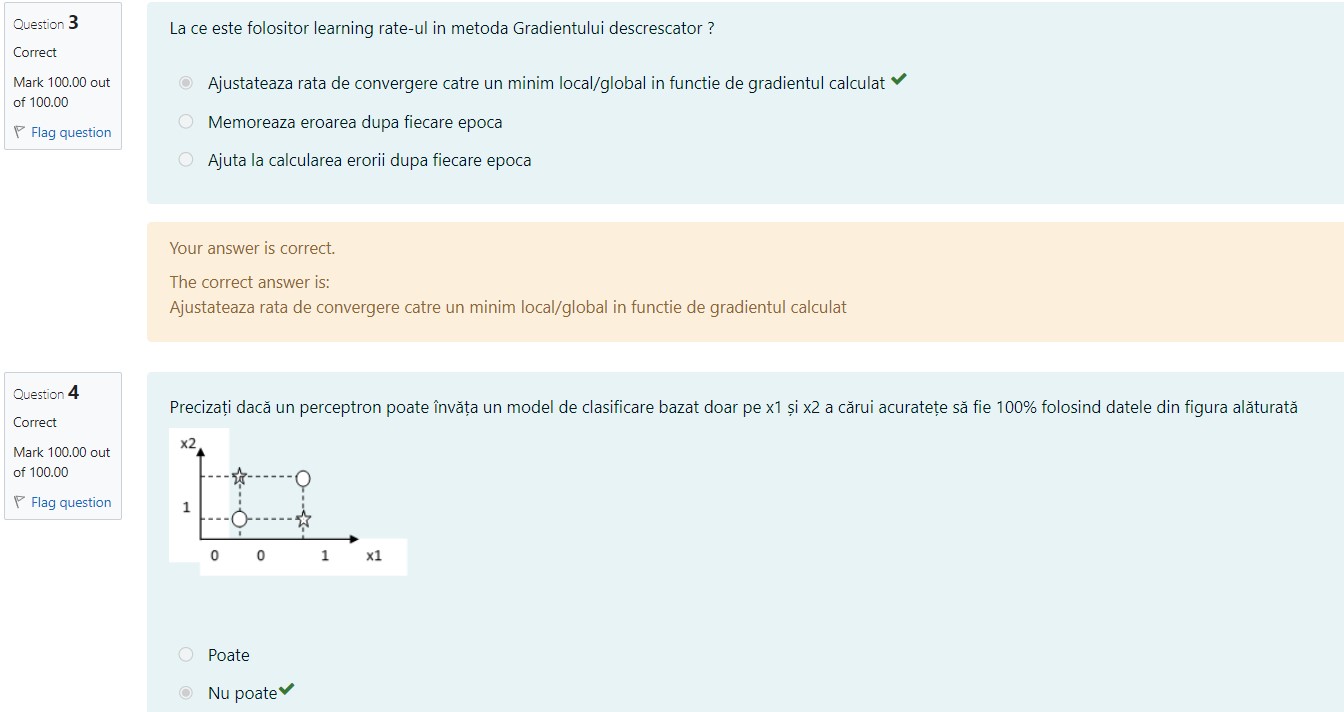 Question 3
Correct
Mark 100.00 out
of 100.00
Flag question
La ce este folositor learning rate-ul in metoda Gradientului descrescator ?
Ajustateaza rata de convergere catre un minim local/global in functie de gradientul calculat
Memoreaza eroarea dupa fiecare epoca
Ajuta la calcularea erorii dupa fiecare epoca
Your answer is correct.
The correct answer is:
Ajustateaza rata de convergere catre un minim local/global in functie de gradientul calculat
Question 4
Correct
Mark 100.00 out
of 100.00
Flag question
Precizați dacă un perceptron poate învăța un model de clasificare bazat doar pe x1 și x2 a cărui acuratețe să fie 100% folosind datele din figura alăturată
x2
1
0 0 1 x1
Poate
Nu poate